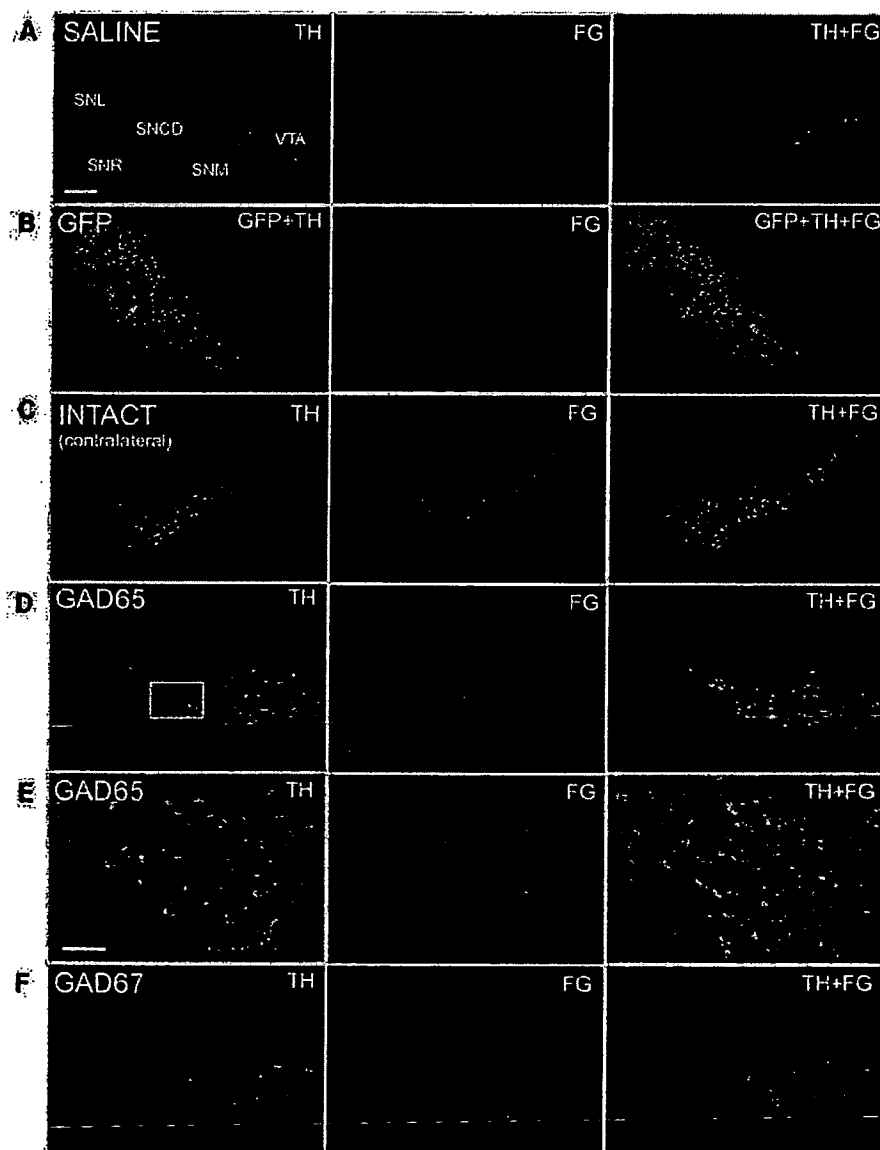 A SALINE TH FG TH+FG
SNL
SNCD VTA
SNR SNM
B GFP GFP+TH FG GFP+TH+FG
C INTACT TH FG TH+FG
(contralateral)
D GAD65 TH FG TH+FG
E GAD65 TH FG TH+FG
F GAD67 TH FG TH+FG